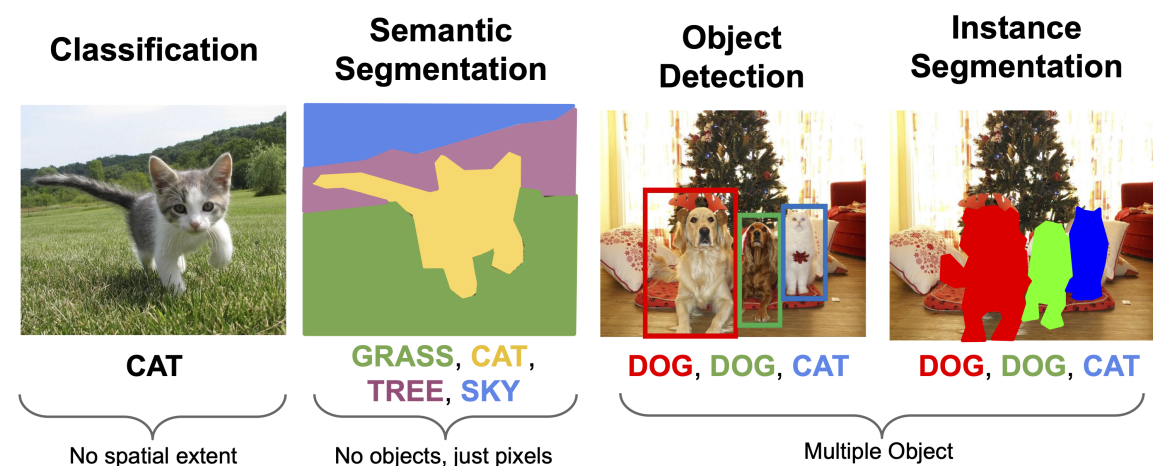 Classification
Semantic
Segmentation
Object
Detection
Instance
Segmentation
CAT
GRASS, CAT,
TREE, SKY
DOG, DOG, CAT
DOG, DOG, CAT
No spatial extent
No objects, just pixels
Multiple Object